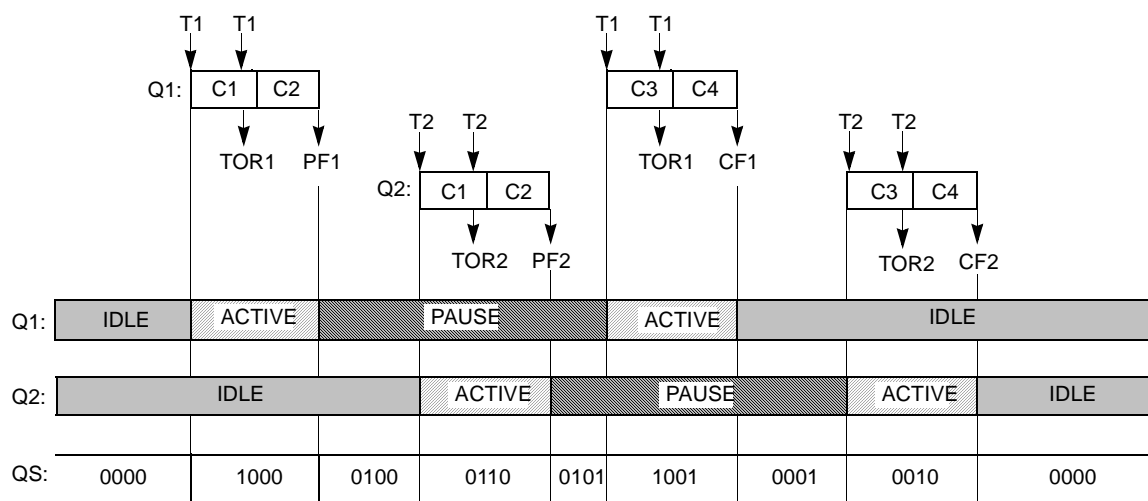 T1 T1 T1 T1
Q1: C1 C2 C3 C4
T2 T2 T2 T2
TOR1 PF1 TOR1 CF1
Q2: C1 C2 C3 C4
TOR2 PF2 TOR2 CF2
Q1: IDLE ACTIVE PAUSE ACTIVE IDLE
Q2: IDLE ACTIVE PAUSE ACTIVE IDLE
QS: 0000 1000 0100 0110 0101 1001 0001 0010 0000